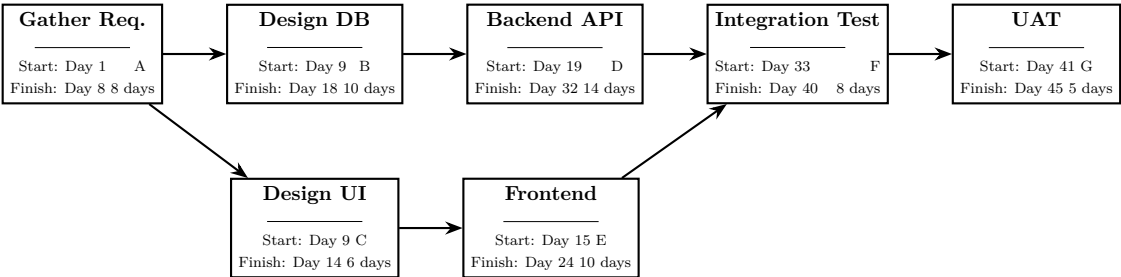 Gather Req.
Start: Day 1 A
Finish: Day 8 8 days
Design DB
Start: Day 9 B
Finish: Day 18 10 days
Backend API
Start: Day 19 D
Finish: Day 32 14 days
Integration Test
Start: Day 33 F
Finish: Day 40 8 days
UAT
Start: Day 41 G
Finish: Day 45 5 days
Design UI
Start: Day 9 C
Finish: Day 14 6 days
Frontend
Start: Day 15 E
Finish: Day 24 10 days